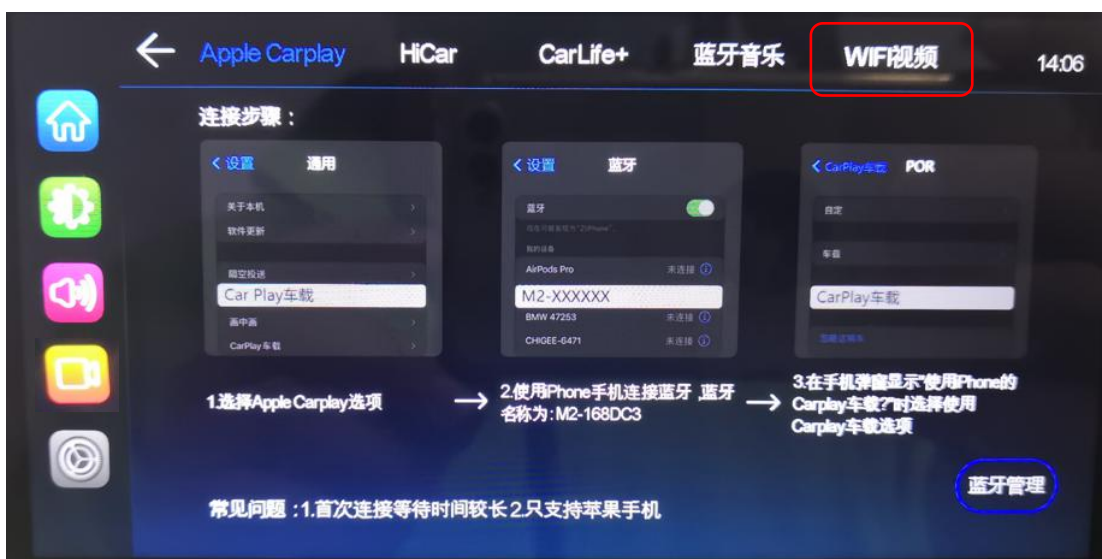 Apple Carplay HiCar CarLife+ 蓝牙音乐 WIFI视频 14:06
连接步骤：
设置 通用
关于本机
软件更新
隔空投送
Car Play车载
画中画
CarPlay车载
设置 蓝牙
蓝牙
我的设备
AirPods Pro 未连接
M2-XXXXXX
BMW 47253 未连接
CHIGEE-6471 未连接
CarPlay车载 POR
自定
车载
CarPlay车载
1.选择Apple Carplay选项
2.使用iPhone手机连接蓝牙 ,蓝牙
名称为: M2-168DC3
3.在手机弹窗显示"使用iPhone的
Carplay车载?"时选择使用
Carplay车载选项
蓝牙管理
常见问题 :1.首次连接等待时间较长 2.只支持苹果手机